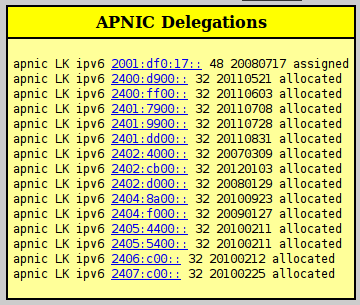 APNIC Delegations
apnic LK ipv6 2001:df0:17:: 48 20080717 assigned
apnic LK ipv6 2400:d900:: 32 20110521 allocated
apnic LK ipv6 2400:ff00:: 32 20110603 allocated
apnic LK ipv6 2401:7900:: 32 20110708 allocated
apnic LK ipv6 2401:9900:: 32 20110728 allocated
apnic LK ipv6 2401:dd00:: 32 20110831 allocated
apnic LK ipv6 2402:4000:: 32 20070309 allocated
apnic LK ipv6 2402:cb00:: 32 20120103 allocated
apnic LK ipv6 2402:d000:: 32 20080129 allocated
apnic LK ipv6 2404:8a00:: 32 20100923 allocated
apnic LK ipv6 2404:f000:: 32 20090127 allocated
apnic LK ipv6 2405:4400:: 32 20100211 allocated
apnic LK ipv6 2405:5400:: 32 20100211 allocated
apnic LK ipv6 2406:c00:: 32 20100212 allocated
apnic LK ipv6 2407:c00:: 32 20100225 allocated